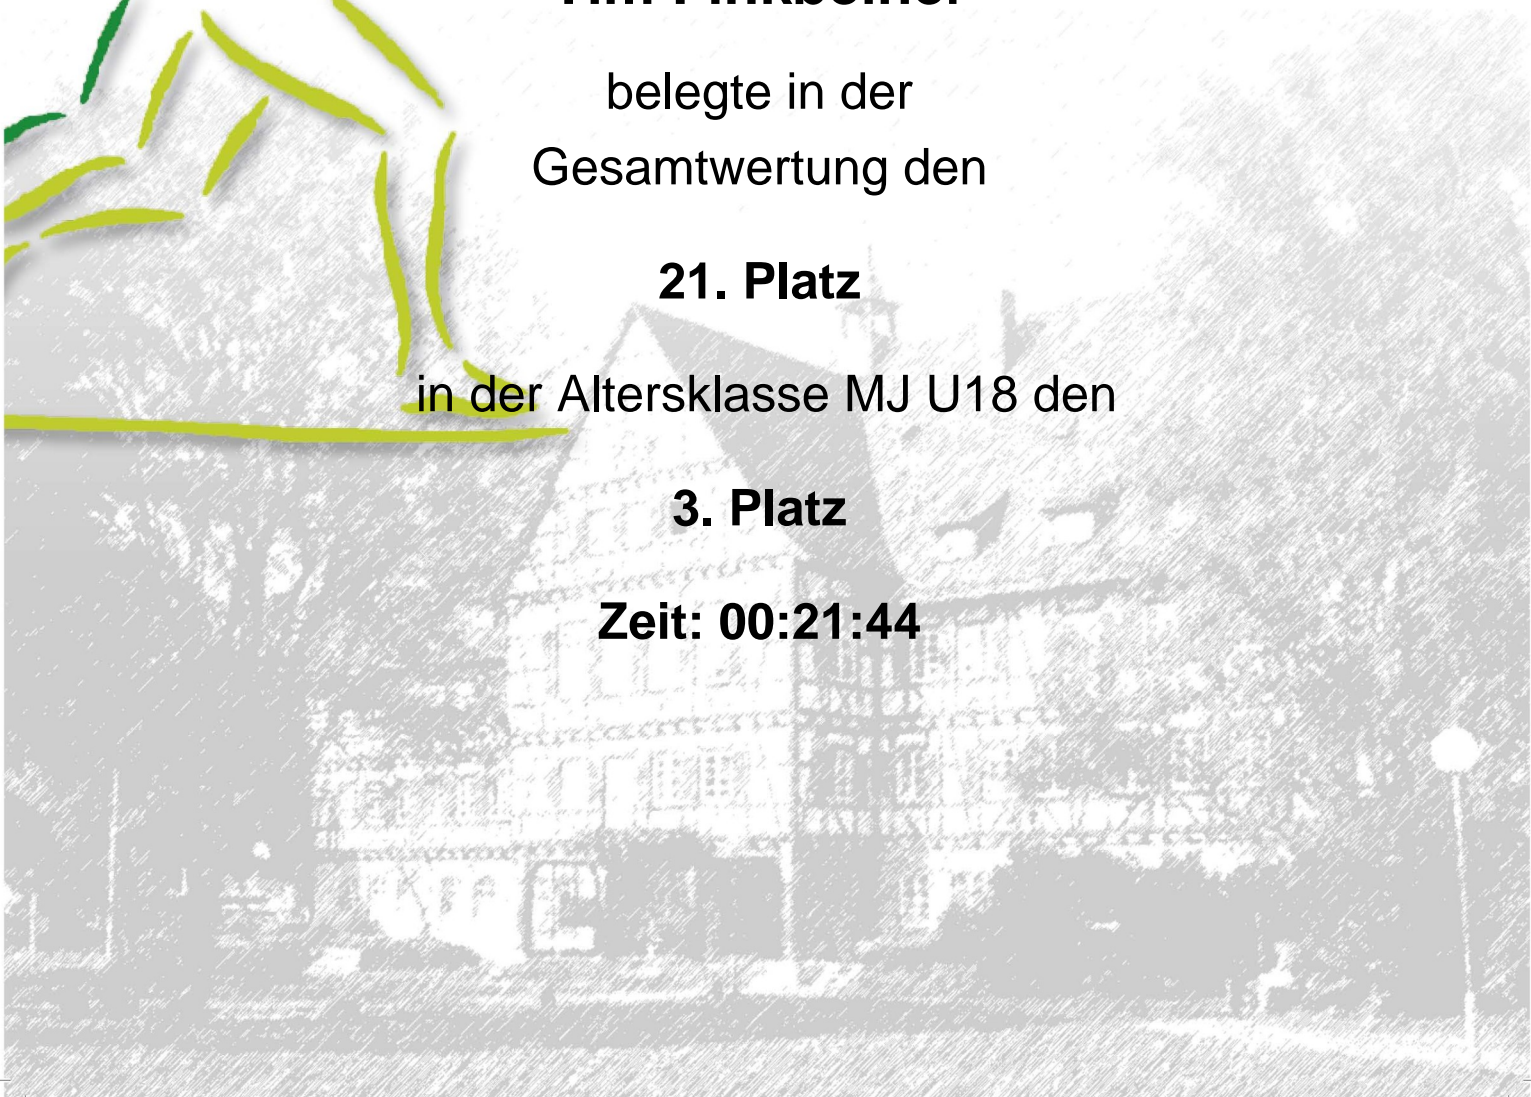 belegte in der
Gesamtwertung den
21. Platz
in der Altersklasse MJ U18 den
3. Platz
Zeit: 00:21:44